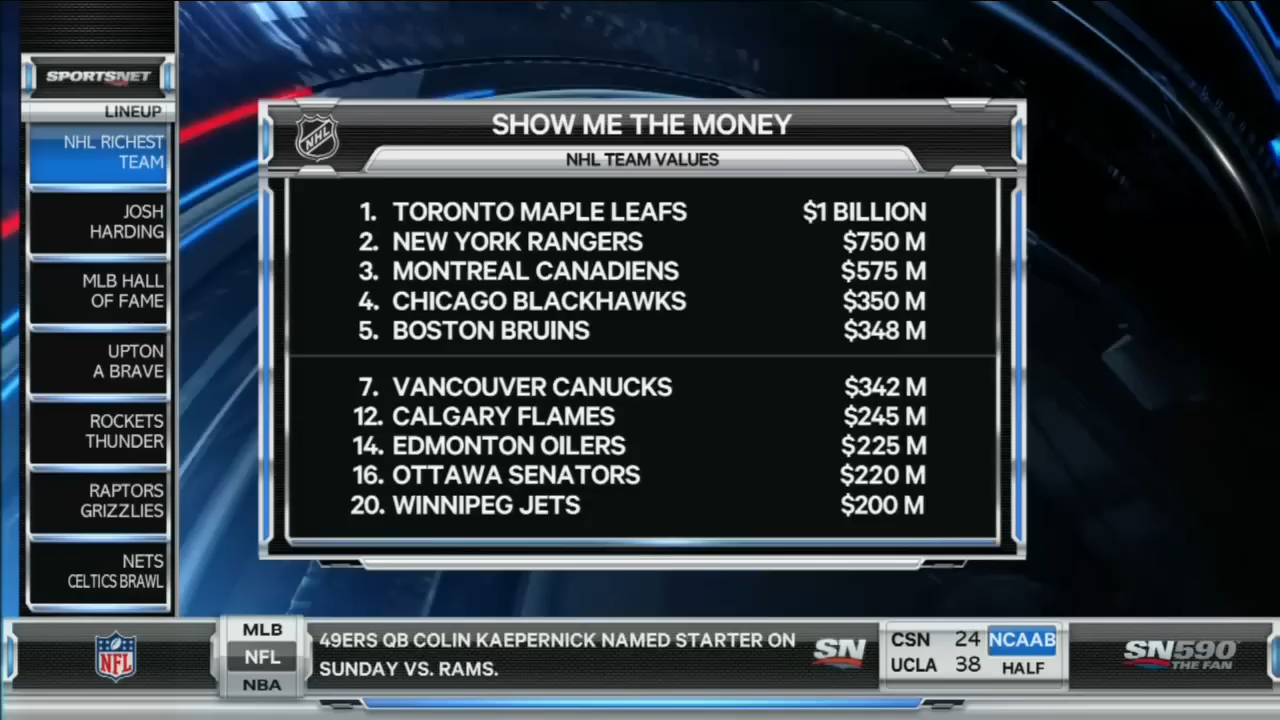 SPORTSNET
LINEUP
NHL RICHEST
TEAM
JOSH
HARDING
MLB HALL
OF FAME
UPTON
A BRAVE
ROCKETS
THUNDER
RAPTORS
GRIZZLIES
NETS
CELTICS BRAWL
NHL
SHOW ME THE MONEY
NHL TEAM VALUES
1. TORONTO MAPLE LEAFS $1 BILLION
2. NEW YORK RANGERS $750 M
3. MONTREAL CANADIENS $575 M
4. CHICAGO BLACKHAWKS $350 M
5. BOSTON BRUINS $348 M
7. VANCOUVER CANUCKS $342 M
12. CALGARY FLAMES $245 M
14. EDMONTON OILERS $225 M
16. OTTAWA SENATORS $220 M
20. WINNIPEG JETS $200 M
NFL
MLB
NFL
NBA
49ERS QB COLIN KAEPERNICK NAMED STARTER ON
SUNDAY VS. RAMS.
SN
CSN 24 NCAAB
UCLA 38 HALF
SN590
THE FAN